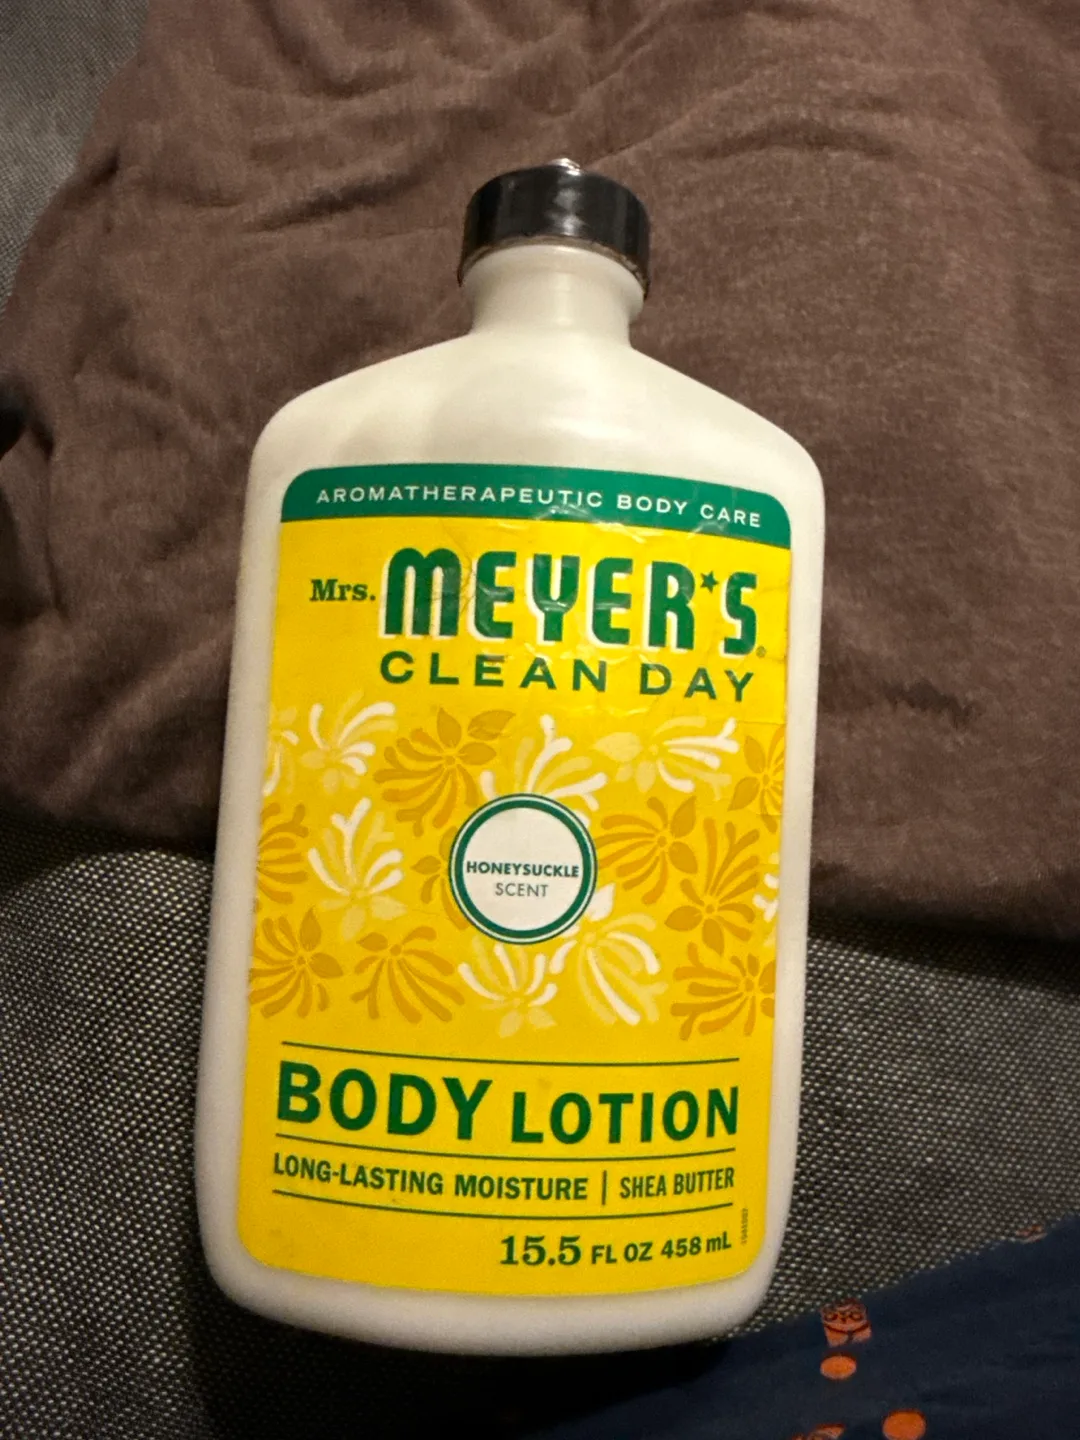 AROMATHERAPEUTIC BODY CARE
Mrs. MEYER'S®
CLEAN DAY
HONEYSUCKLE
SCENT
BODY LOTION
LONG-LASTING MOISTURE | SHEA BUTTER
15.5 FL OZ 458 mL